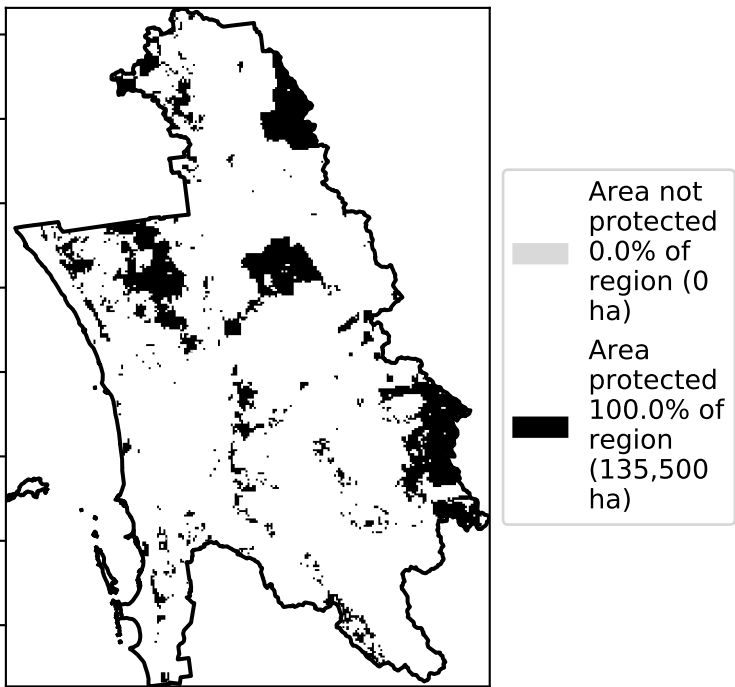 Area not
protected
0.0% of
region (0
ha)
Area
protected
100.0% of
region
(135,500
ha)